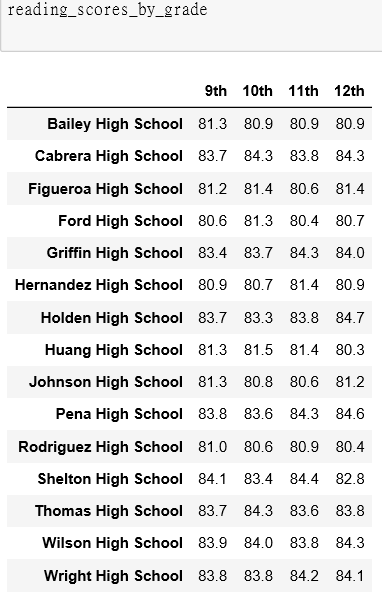 reading_scores_by_grade
9th 10th 11th 12th
Bailey High School 81.3 80.9 80.9 80.9
Cabrera High School 83.7 84.3 83.8 84.3
Figueroa High School 81.2 81.4 80.6 81.4
Ford High School 80.6 81.3 80.4 80.7
Griffin High School 83.4 83.7 84.3 84.0
Hernandez High School 80.9 80.7 81.4 80.9
Holden High School 83.7 83.3 83.8 84.7
Huang High School 81.3 81.5 81.4 80.3
Johnson High School 81.3 80.8 80.6 81.2
Pena High School 83.8 83.6 84.3 84.6
Rodriguez High School 81.0 80.6 80.9 80.4
Shelton High School 84.1 83.4 84.4 82.8
Thomas High School 83.7 84.3 83.6 83.8
Wilson High School 83.9 84.0 83.8 84.3
Wright High School 83.8 83.8 84.2 84.1